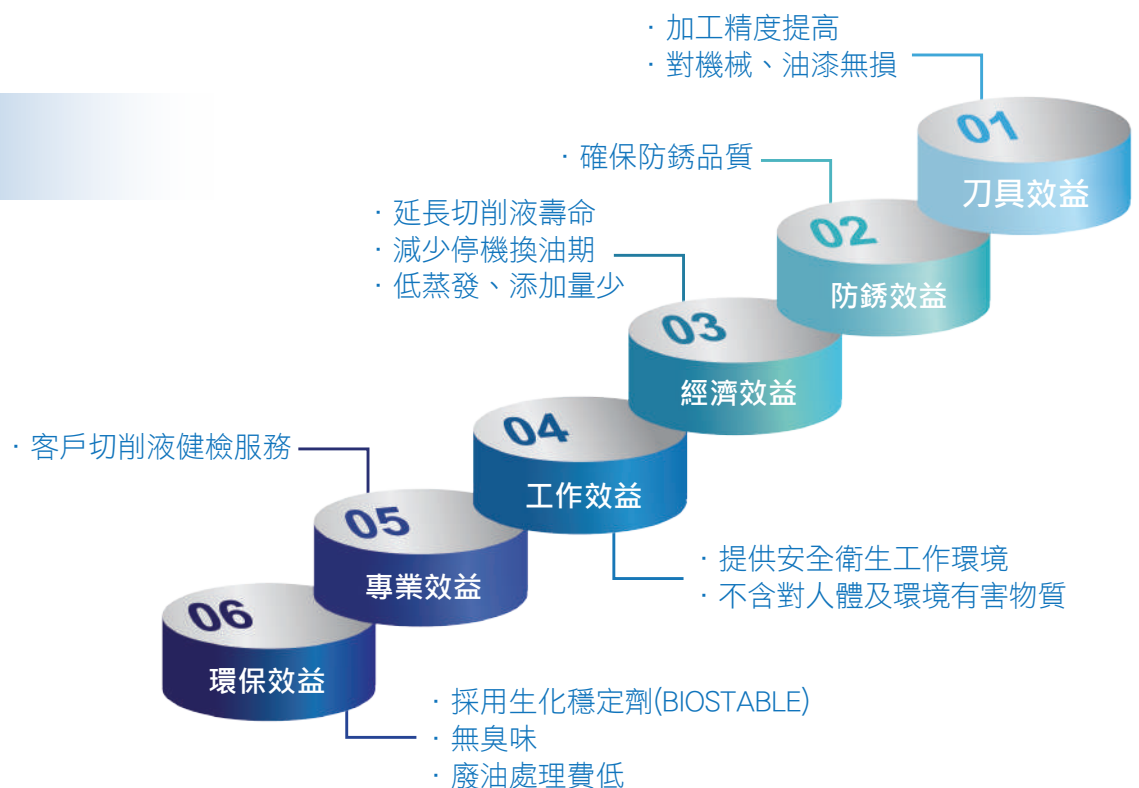 · 加工精度提高
· 對機械、油漆無損
01
刀具效益
· 確保防銹品質
02
防銹效益
· 延長切削液壽命
· 減少停機換油期
· 低蒸發、添加量少
03
經濟效益
04
工作效益
· 提供安全衛生工作環境
· 不含對人體及環境有害物質
· 客戶切削液健檢服務
05
專業效益
06
環保效益
· 採用生化穩定劑(BIOSTABLE)
· 無臭味
· 廢油處理費低